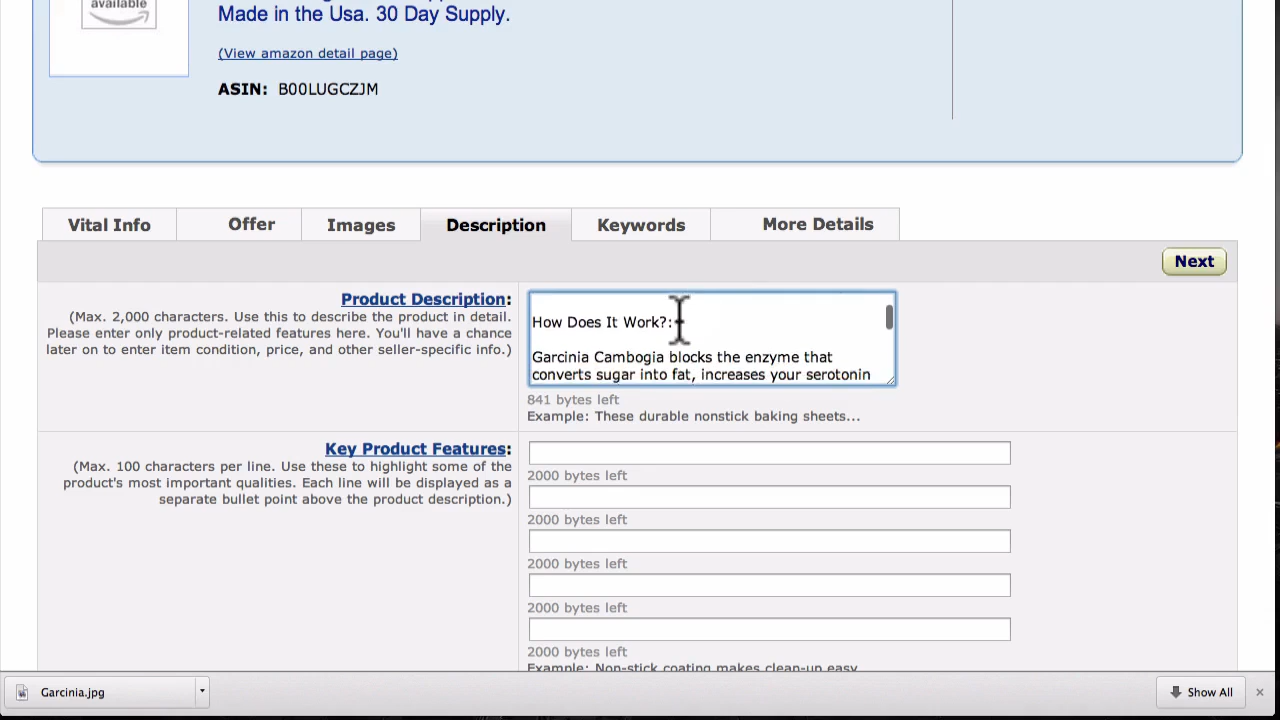 available
Made in the Usa. 30 Day Supply.
(View amazon detail page)
ASIN: B00LUGCZJM
Vital Info
Offer
Images
Description
Keywords
More Details
Next
Product Description:
(Max. 2,000 characters. Use this to describe the product in detail.
Please enter only product-related features here. You'll have a chance
later on to enter item condition, price, and other seller-specific info.)
How Does It Work?:
Garcinia Cambogia blocks the enzyme that
converts sugar into fat, increases your serotonin
841 bytes left
Example: These durable nonstick baking sheets...
Key Product Features:
(Max. 100 characters per line. Use these to highlight some of the
product's most important qualities. Each line will be displayed as a
separate bullet point above the product description.)
2000 bytes left
2000 bytes left
2000 bytes left
2000 bytes left
2000 bytes left
Example: Non-stick coating makes clean-up easy
Garcinia.jpg
Show All